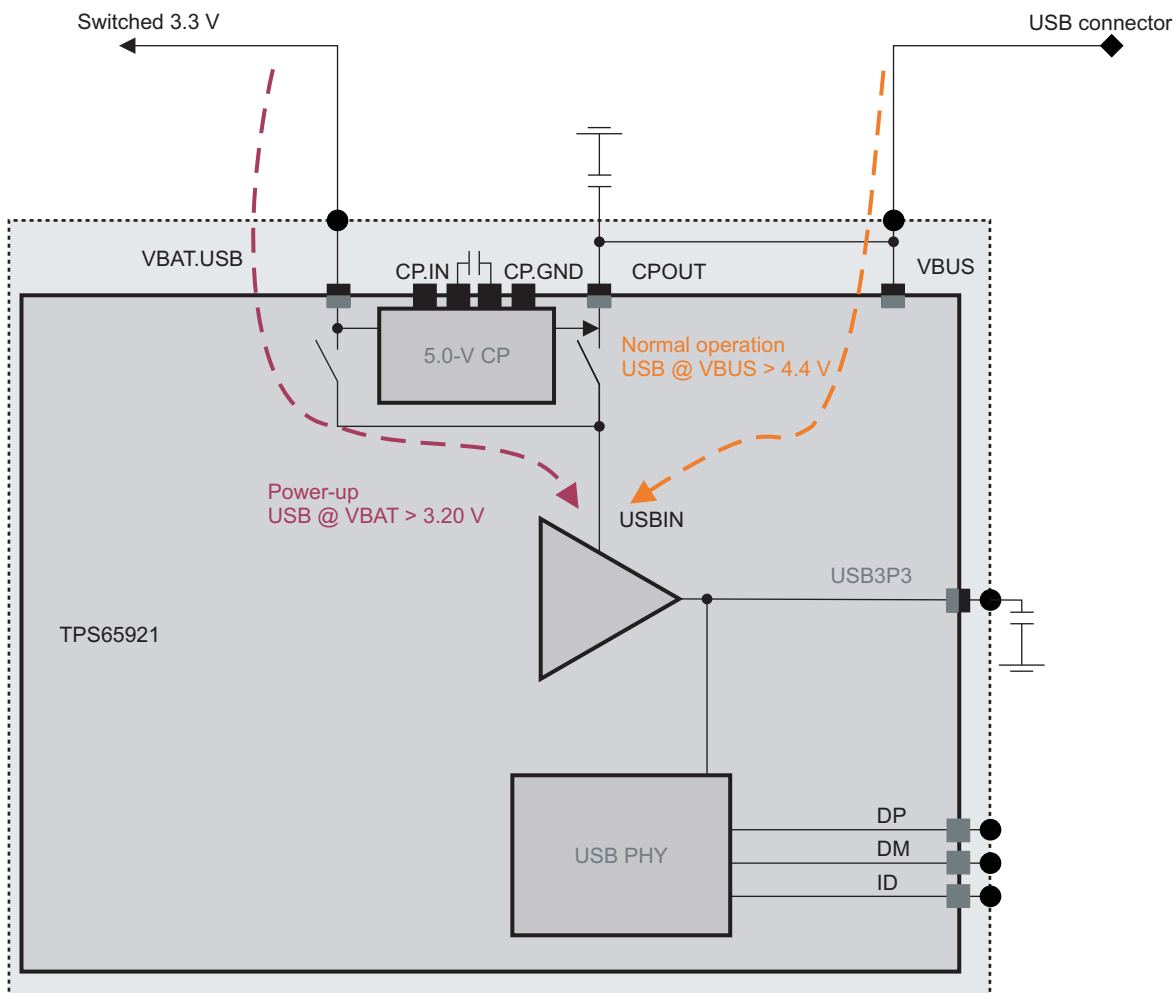 Switched 3.3 V
USB connector
VBAT.USB
CP.IN
CP.GND
CPOUT
VBUS
5.0-V CP
Normal operation
USB @ VBUS > 4.4 V
Power-up
USB @ VBAT > 3.20 V
USBIN
USB3P3
TPS65921
USB PHY
DP
DM
ID